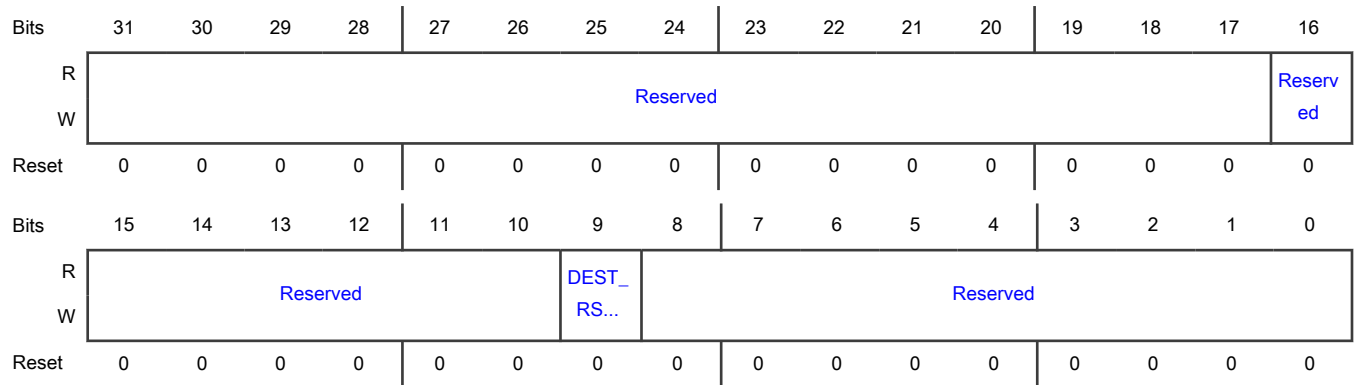 Bits 31 30 29 28 27 26 25 24 23 22 21 20 19 18 17 16
R
Reserved
Reserv
ed
W
Reset 0 0 0 0 0 0 0 0 0 0 0 0 0 0 0 0
Bits 15 14 13 12 11 10 9 8 7 6 5 4 3 2 1 0
R
Reserved
DEST_
RS...
Reserved
W
Reset 0 0 0 0 0 0 0 0 0 0 0 0 0 0 0 0